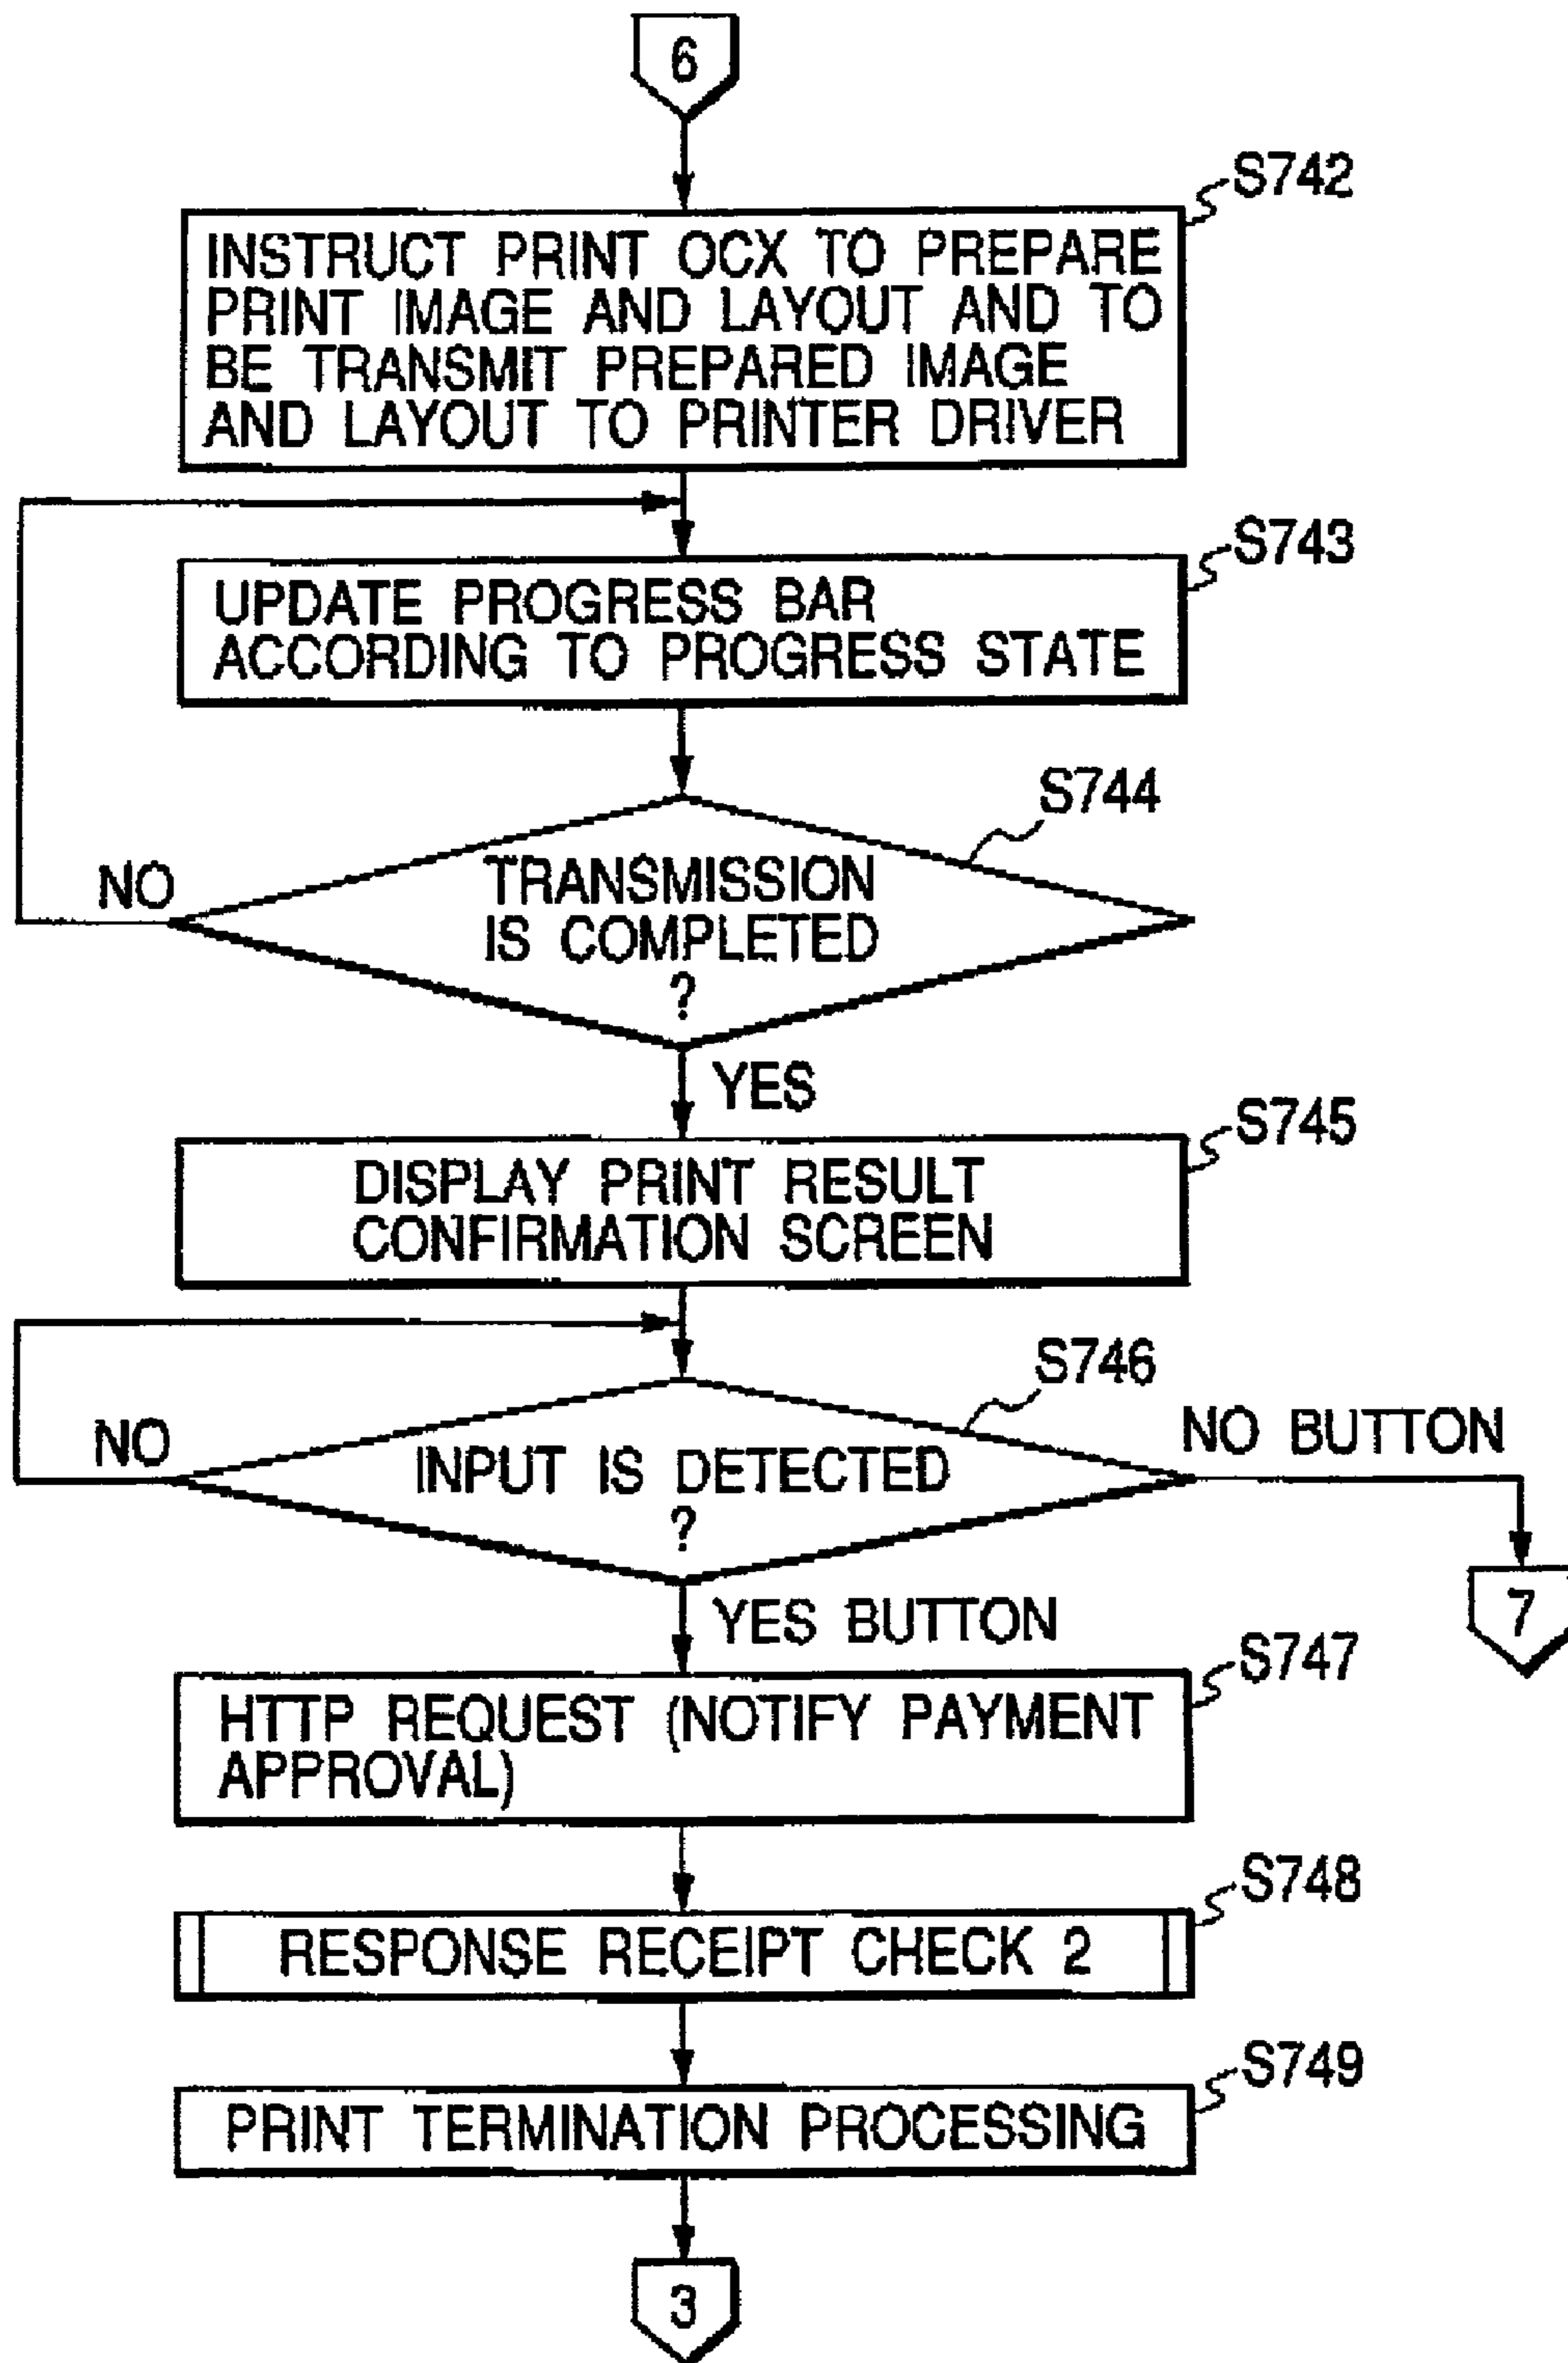 6
S742
INSTRUCT PRINT OCX TO PREPARE
PRINT IMAGE AND LAYOUT AND TO
BE TRANSMIT PREPARED IMAGE
AND LAYOUT TO PRINTER DRIVER
S743
UPDATE PROGRESS BAR
ACCORDING TO PROGRESS STATE
S744
NO
TRANSMISSION
IS COMPLETED
?
YES
S745
DISPLAY PRINT RESULT
CONFIRMATION SCREEN
S746
NO
INPUT IS DETECTED
?
NO BUTTON
7
YES BUTTON
S747
HTTP REQUEST (NOTIFY PAYMENT
APPROVAL)
S748
RESPONSE RECEIPT CHECK 2
S749
PRINT TERMINATION PROCESSING
3